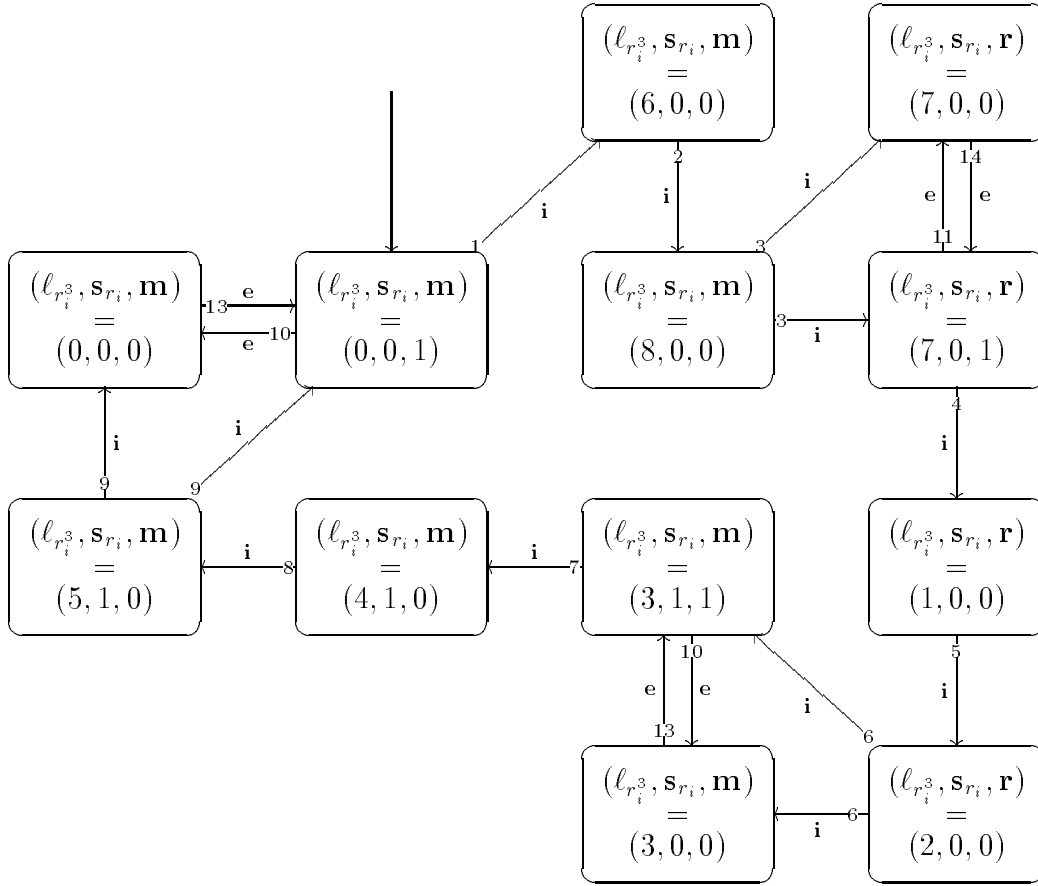 (ℓ_{r_i^3}, s_{r_i}, m)
=
(6, 0, 0)
(ℓ_{r_i^3}, s_{r_i}, r)
=
(7, 0, 0)
2
14
i
i
e
e
i
1
3
11
(ℓ_{r_i^3}, s_{r_i}, m)
=
(0, 0, 0)
13
e
10
e
(ℓ_{r_i^3}, s_{r_i}, m)
=
(0, 0, 1)
(ℓ_{r_i^3}, s_{r_i}, m)
=
(8, 0, 0)
3
i
(ℓ_{r_i^3}, s_{r_i}, r)
=
(7, 0, 1)
4
i
i
i
9
9
(ℓ_{r_i^3}, s_{r_i}, m)
=
(5, 1, 0)
i
8
(ℓ_{r_i^3}, s_{r_i}, m)
=
(4, 1, 0)
i
7
(ℓ_{r_i^3}, s_{r_i}, m)
=
(3, 1, 1)
(ℓ_{r_i^3}, s_{r_i}, r)
=
(1, 0, 0)
10
5
e
e
i
i
13
6
(ℓ_{r_i^3}, s_{r_i}, m)
=
(3, 0, 0)
6
i
(ℓ_{r_i^3}, s_{r_i}, r)
=
(2, 0, 0)